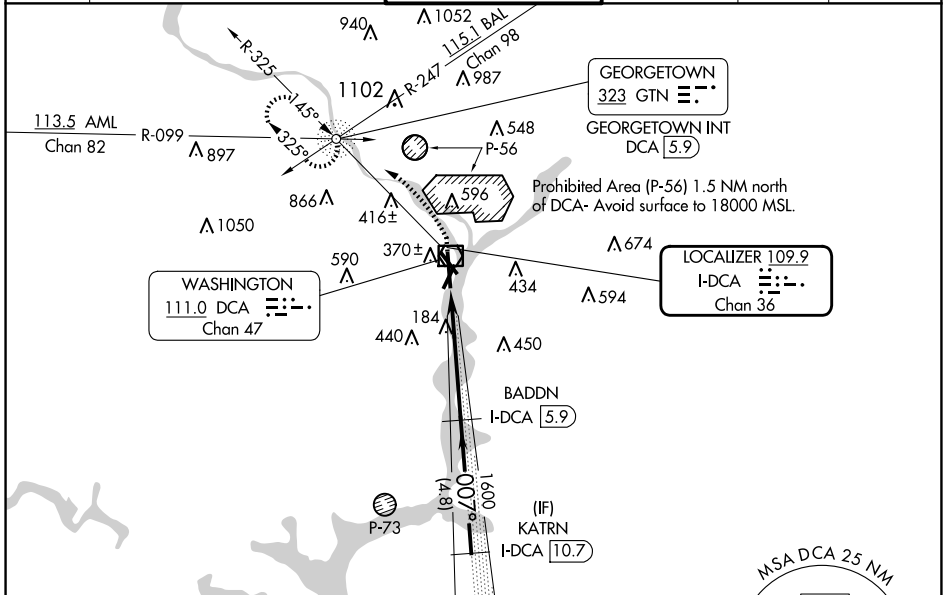 940
1052
115.1 BAL
Chan 98
R-325
R-247
987
1102
145°
325°
GEORGETOWN
323 GTN
GEORGETOWN INT
DCA 5.9
113.5 AML
Chan 82
R-099
897
548
P-56
Prohibited Area (P-56) 1.5 NM north
of DCA- Avoid surface to 18000 MSL.
866
416±
596
1050
370±
590
674
434
594
WASHINGTON
111.0 DCA
Chan 47
LOCALIZER 109.9
I-DCA
Chan 36
184
440
450
BADDN
I-DCA 5.9
1600
007°
(4.8)
P-73
(IF)
KATRN
I-DCA 10.7
MSA DCA 25 NM